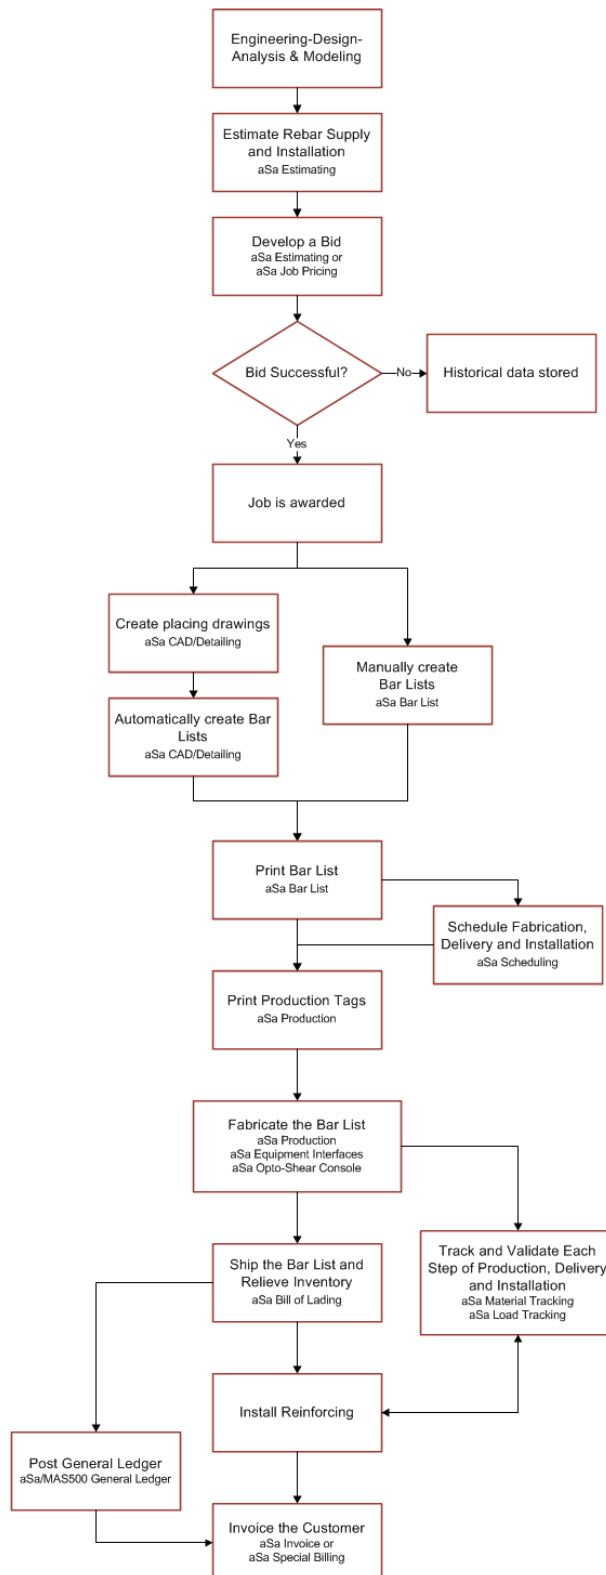 Engineering-Design-
Analysis & Modeling
Estimate Rebar Supply
and Installation
aSa Estimating
Develop a Bid
aSa Estimating or
aSa Job Pricing
Bid Successful?
No
Historical data stored
Yes
Job is awarded
Create placing drawings
aSa CAD/Detailing
Manually create
Bar Lists
aSa Bar List
Automatically create Bar
Lists
aSa CAD/Detailing
Print Bar List
aSa Bar List
Schedule Fabrication,
Delivery and Installation
aSa Scheduling
Print Production Tags
aSa Production
Fabricate the Bar List
aSa Production
aSa Equipment Interfaces
aSa Opto-Shear Console
Ship the Bar List and
Relieve Inventory
aSa Bill of Lading
Track and Validate Each
Step of Production, Delivery
and Installation
aSa Material Tracking
aSa Load Tracking
Install Reinforcing
Post General Ledger
aSa/MAS500 General Ledger
Invoice the Customer
aSa Invoice or
aSa Special Billing